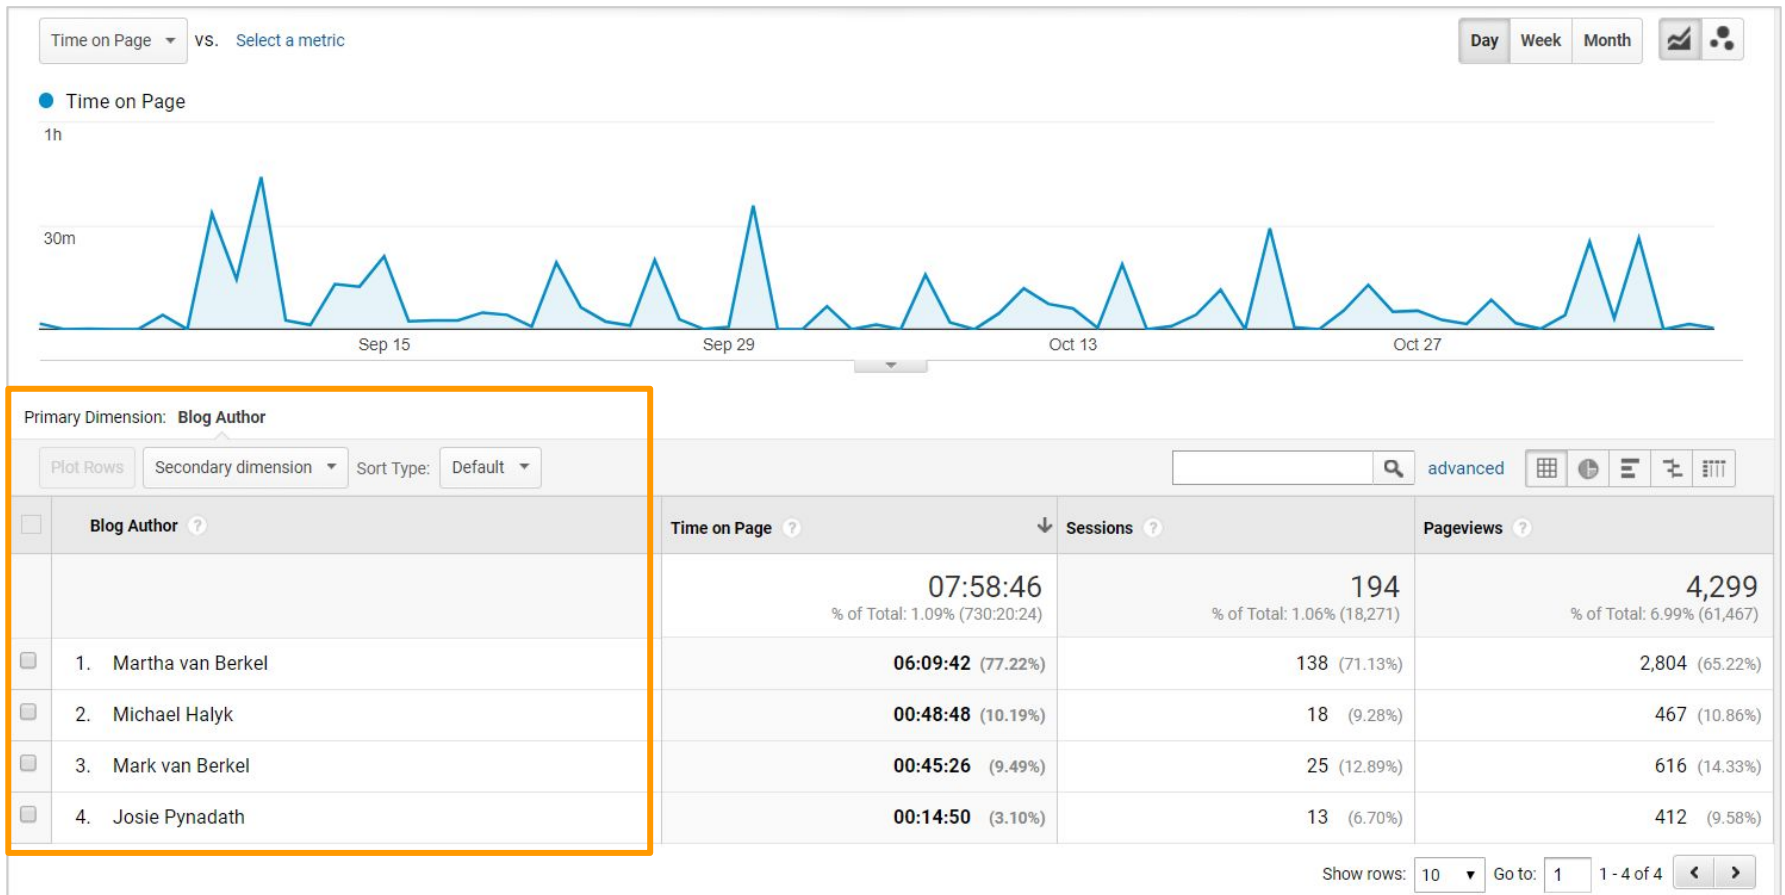 Time on Page vs. Select a metric Day Week Month
Time on Page
1h
30m
Sep 15 Sep 29 Oct 13 Oct 27
Primary Dimension: Blog Author
Plot Rows Secondary dimension Sort Type: Default advanced
Blog Author ? Time on Page ? Sessions ? Pageviews ?
07:58:46 194 4,299
% of Total: 1.09% (730:20:24) % of Total: 1.06% (18,271) % of Total: 6.99% (61,467)
1. Martha van Berkel 06:09:42 (77.22%) 138 (71.13%) 2,804 (65.22%)
2. Michael Halyk 00:48:48 (10.19%) 18 (9.28%) 467 (10.86%)
3. Mark van Berkel 00:45:26 (9.49%) 25 (12.89%) 616 (14.33%)
4. Josie Pynadath 00:14:50 (3.10%) 13 (6.70%) 412 (9.58%)
Show rows: 10 Go to: 1 1 - 4 of 4